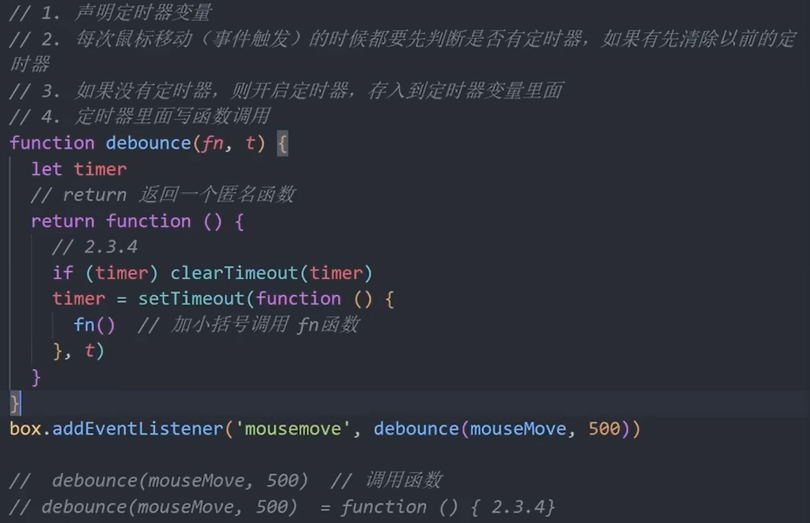 // 1. 声明定时器变量
// 2. 每次鼠标移动（事件触发）的时候都要先判断是否有定时器，如果有先清除以前的定
时器
// 3. 如果没有定时器，则开启定时器，存入到定时器变量里面
// 4. 定时器里面写函数调用
function debounce(fn, t) {
  let timer
  // return 返回一个匿名函数
  return function () {
    // 2.3.4
    if (timer) clearTimeout(timer)
    timer = setTimeout(function () {
      fn()  // 加小括号调用 fn函数
    }, t)
  }
}
box.addEventListener('mousemove', debounce(mouseMove, 500))
//  debounce(mouseMove, 500)  // 调用函数
// debounce(mouseMove, 500)  = function () { 2.3.4}